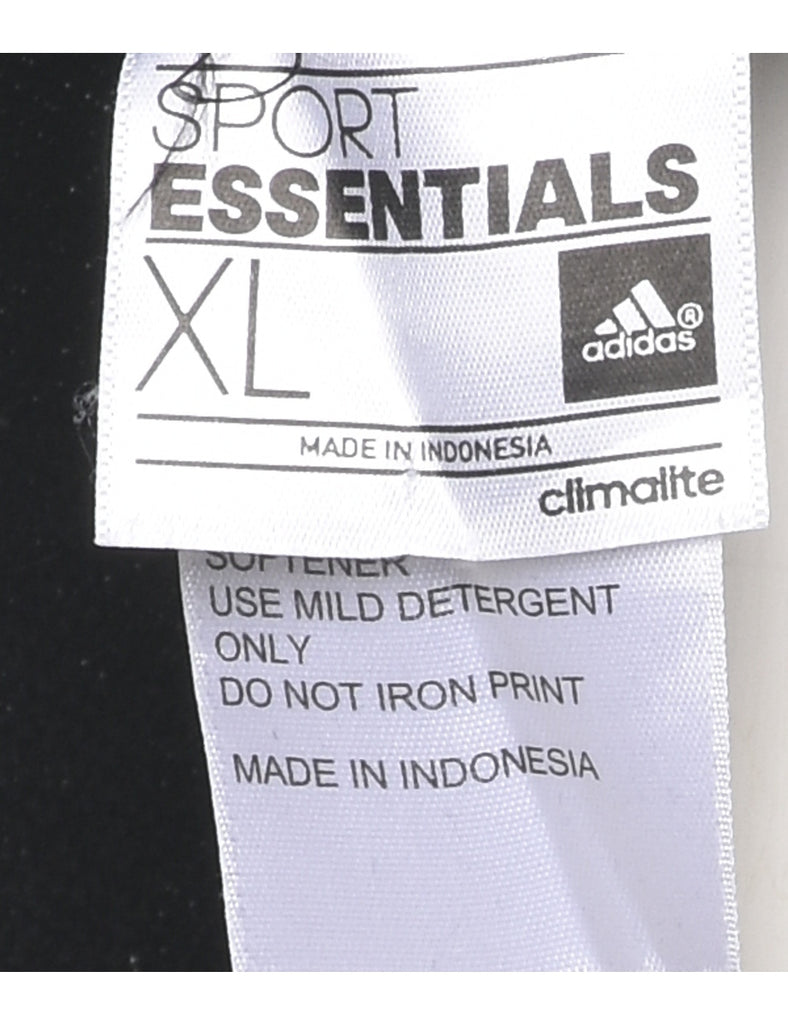 SPORT
ESSENTIALS
XL
adidas®
MADE IN INDONESIA
climalite
SOFTENER
USE MILD DETERGENT
ONLY
DO NOT IRON PRINT
MADE IN INDONESIA